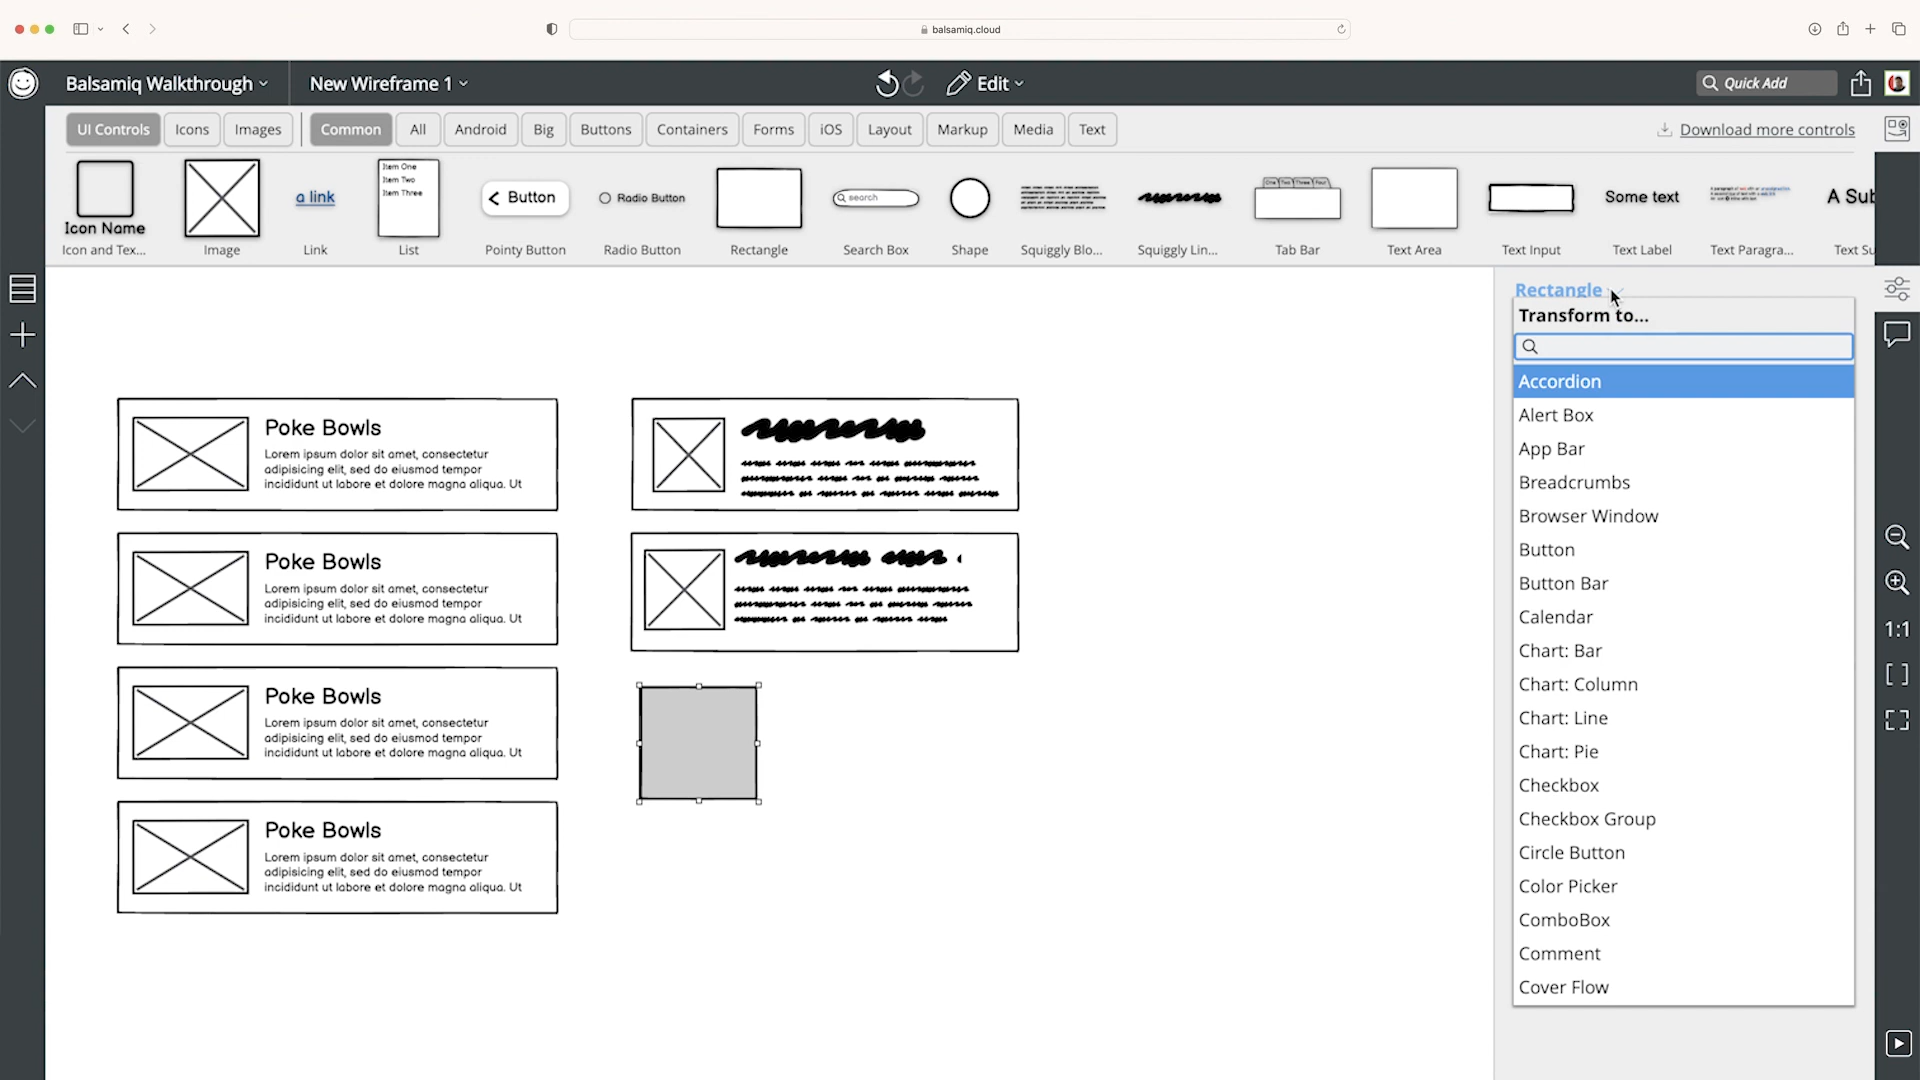 balsamiq.cloud
Balsamiq Walkthrough
New Wireframe 1
Edit
Quick Add
UI Controls
Icons
Images
Common
All
Android
Big
Buttons
Containers
Forms
iOS
Layout
Markup
Media
Text
Download more controls
Icon Name
a link
Item One
Item Two
Item Three
Button
Radio Button
search
One Two Three Four
Some text
A Sub
Icon and Tex...
Image
Link
List
Pointy Button
Radio Button
Rectangle
Search Box
Shape
Squiggly Blo...
Squiggly Lin...
Tab Bar
Text Area
Text Input
Text Label
Text Paragra...
Text Su
Rectangle
Transform to...
Accordion
Alert Box
App Bar
Breadcrumbs
Browser Window
Button
Button Bar
Calendar
Chart: Bar
Chart: Column
Chart: Line
Chart: Pie
Checkbox
Checkbox Group
Circle Button
Color Picker
ComboBox
Comment
Cover Flow
1:1
Poke Bowls
Lorem ipsum dolor sit amet, consectetur
adipisicing elit, sed do eiusmod tempor
incididunt ut labore et dolore magna aliqua. Ut
Poke Bowls
Lorem ipsum dolor sit amet, consectetur
adipisicing elit, sed do eiusmod tempor
incididunt ut labore et dolore magna aliqua. Ut
Poke Bowls
Lorem ipsum dolor sit amet, consectetur
adipisicing elit, sed do eiusmod tempor
incididunt ut labore et dolore magna aliqua. Ut
Poke Bowls
Lorem ipsum dolor sit amet, consectetur
adipisicing elit, sed do eiusmod tempor
incididunt ut labore et dolore magna aliqua. Ut